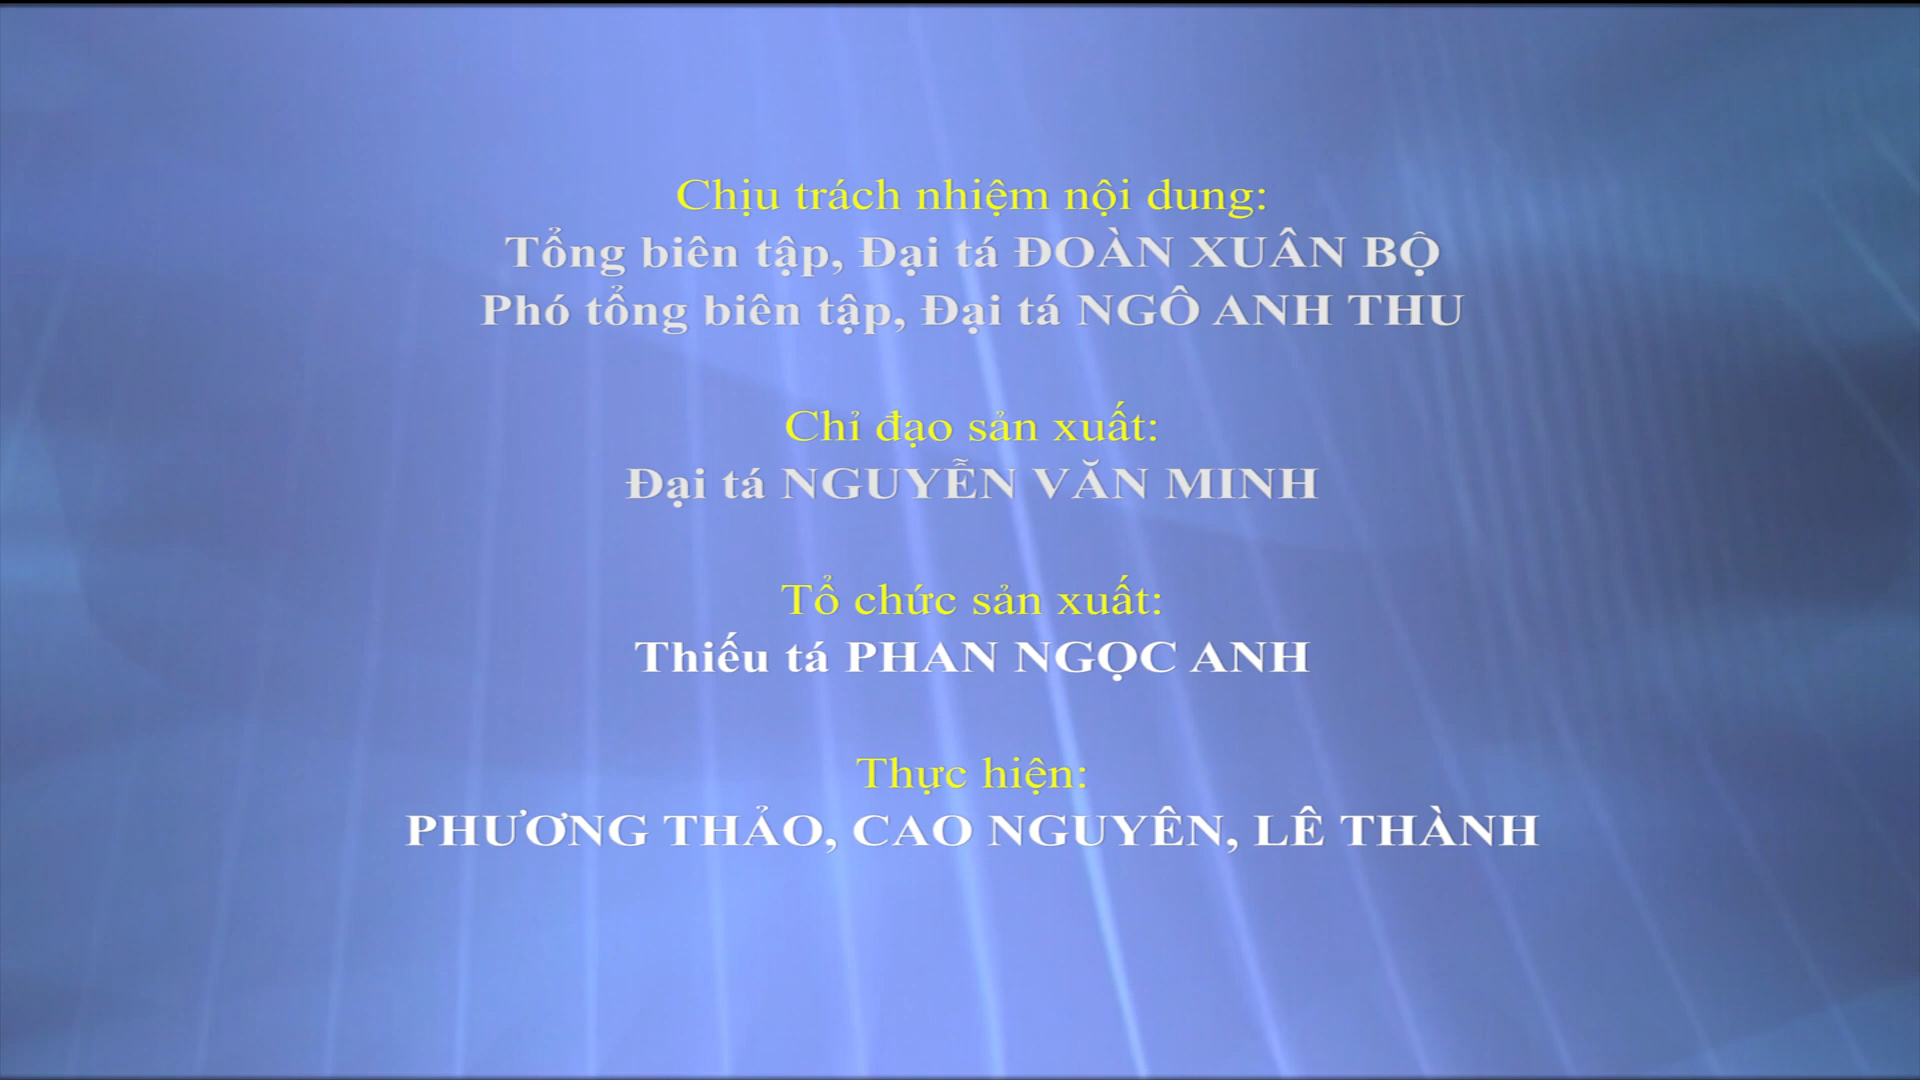 Chịu trách nhiệm nội dung:
Tổng biên tập, Đại tá ĐOÀN XUÂN BỘ
Phó tổng biên tập, Đại tá NGÔ ANH THU
Chỉ đạo sản xuất:
Đại tá NGUYỄN VĂN MINH
Tổ chức sản xuất:
Thiếu tá PHAN NGỌC ANH
Thực hiện:
PHƯƠNG THẢO, CAO NGUYÊN, LÊ THÀNH